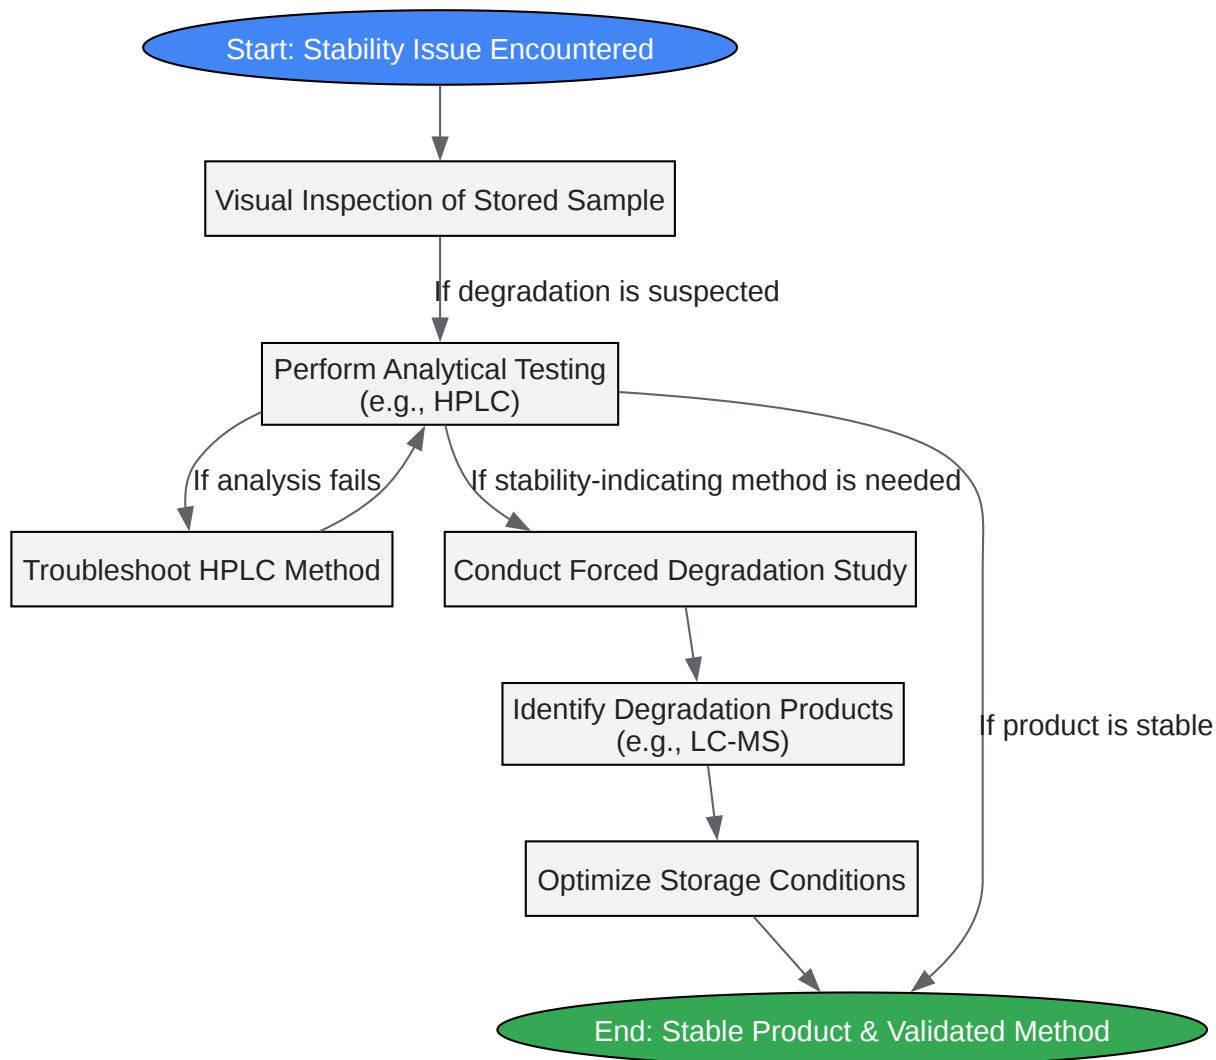 Start: Stability Issue Encountered
Visual Inspection of Stored Sample
If degradation is suspected
Perform Analytical Testing
(e.g., HPLC)
If analysis fails
If stability-indicating method is needed
Troubleshoot HPLC Method
Conduct Forced Degradation Study
Identify Degradation Products
(e.g., LC-MS)
If product is stable
Optimize Storage Conditions
End: Stable Product & Validated Method